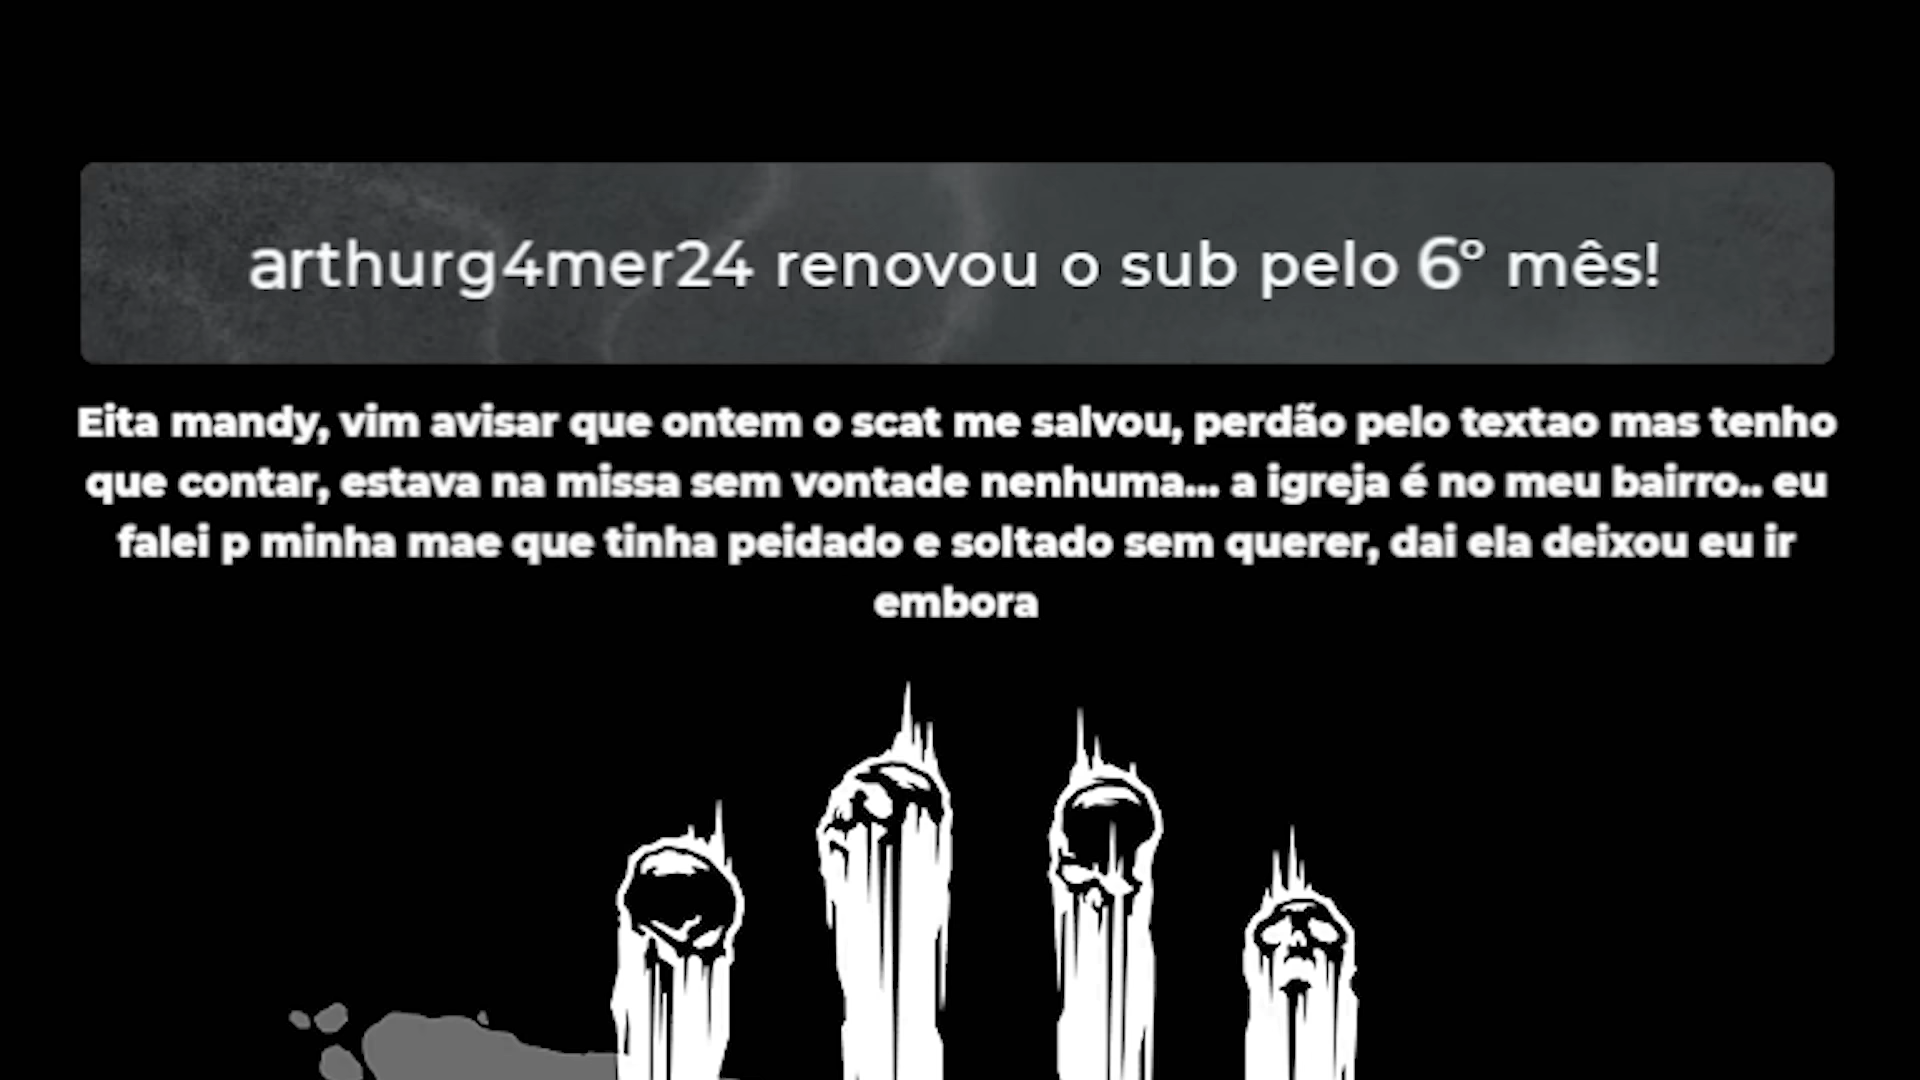 arthurg4mer24 renovou o sub pelo 6º mês!
Eita mandy, vim avisar que ontem o scat me salvou, perdão pelo textao mas tenho
que contar, estava na missa sem vontade nenhuma... a igreja é no meu bairro.. eu
falei p minha mae que tinha peidado e soltado sem querer, dai ela deixou eu ir
embora